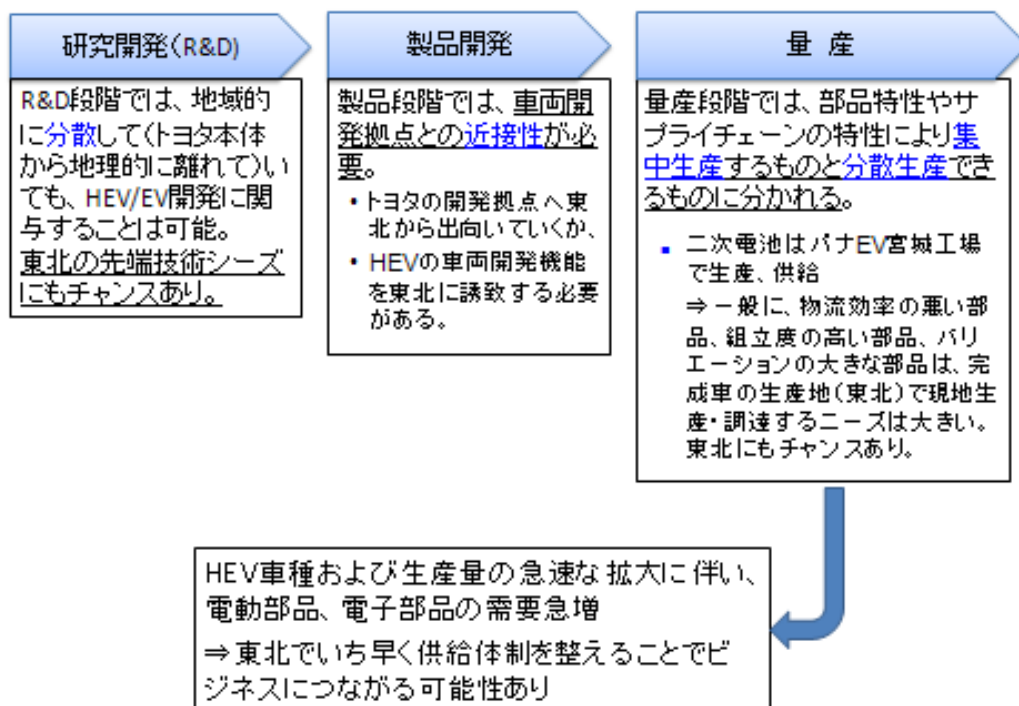 研究開発(R&D)
R&D段階では、地域的
に分散して(トヨタ本体
から地理的に離れて)い
ても、HEV/EV開発に関
与することは可能。
東北の先端技術シーズ
にもチャンスあり。
製品開発
製品段階では、車両開
発拠点との近接性が必
要。
・トヨタの開発拠点へ東
北から出向いていくか、
・HEVの車両開発機能
を東北に誘致する必要
がある。
量 産
量産段階では、部品特性やサ
プライチェーンの特性により集
中生産するものと分散生産でき
るものに分かれる。
▪ 二次電池はパナEV宮城工場
で生産、供給
⇒一般に、物流効率の悪い部
品、組立度の高い部品、バリ
エーションの大きな部品は、完
成車の生産地(東北)で現地生
産・調達するニーズは大きい。
東北にもチャンスあり。
HEV車種および生産量の急速な拡大に伴い、
電動部品、電子部品の需要急増
⇒東北でいち早く供給体制を整えることでビ
ジネスにつながる可能性あり